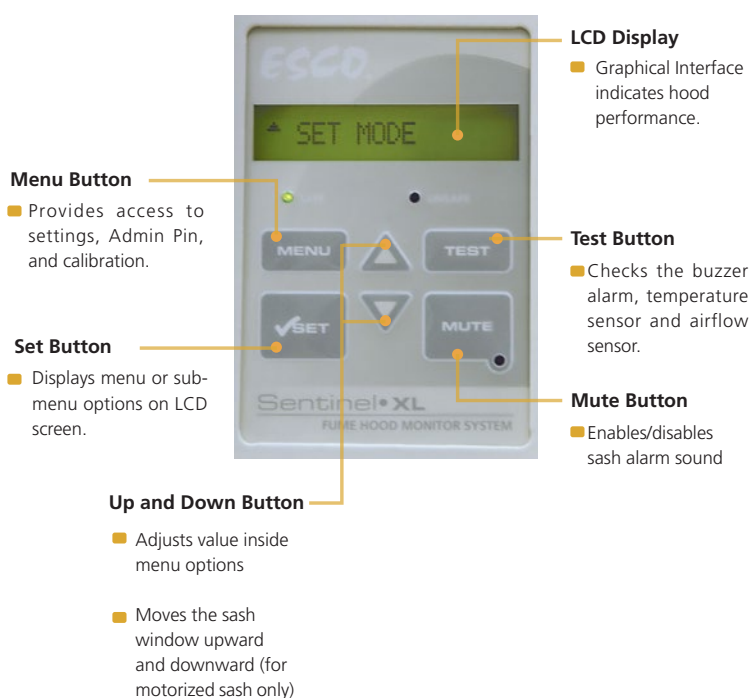 LCD Display
Graphical Interface
indicates hood
performance.
ESCO
SET MODE
SAFE
UNSAFE
Menu Button
Provides access to
settings, Admin Pin,
and calibration.
MENU
TEST
Test Button
Checks the buzzer
alarm, temperature
sensor and airflow
sensor.
Set Button
Displays menu or sub-
menu options on LCD
screen.
SET
MUTE
Mute Button
Enables/disables
sash alarm sound
Sentinel•XL
FUME HOOD MONITOR SYSTEM
Up and Down Button
Adjusts value inside
menu options
Moves the sash
window upward
and downward (for
motorized sash only)